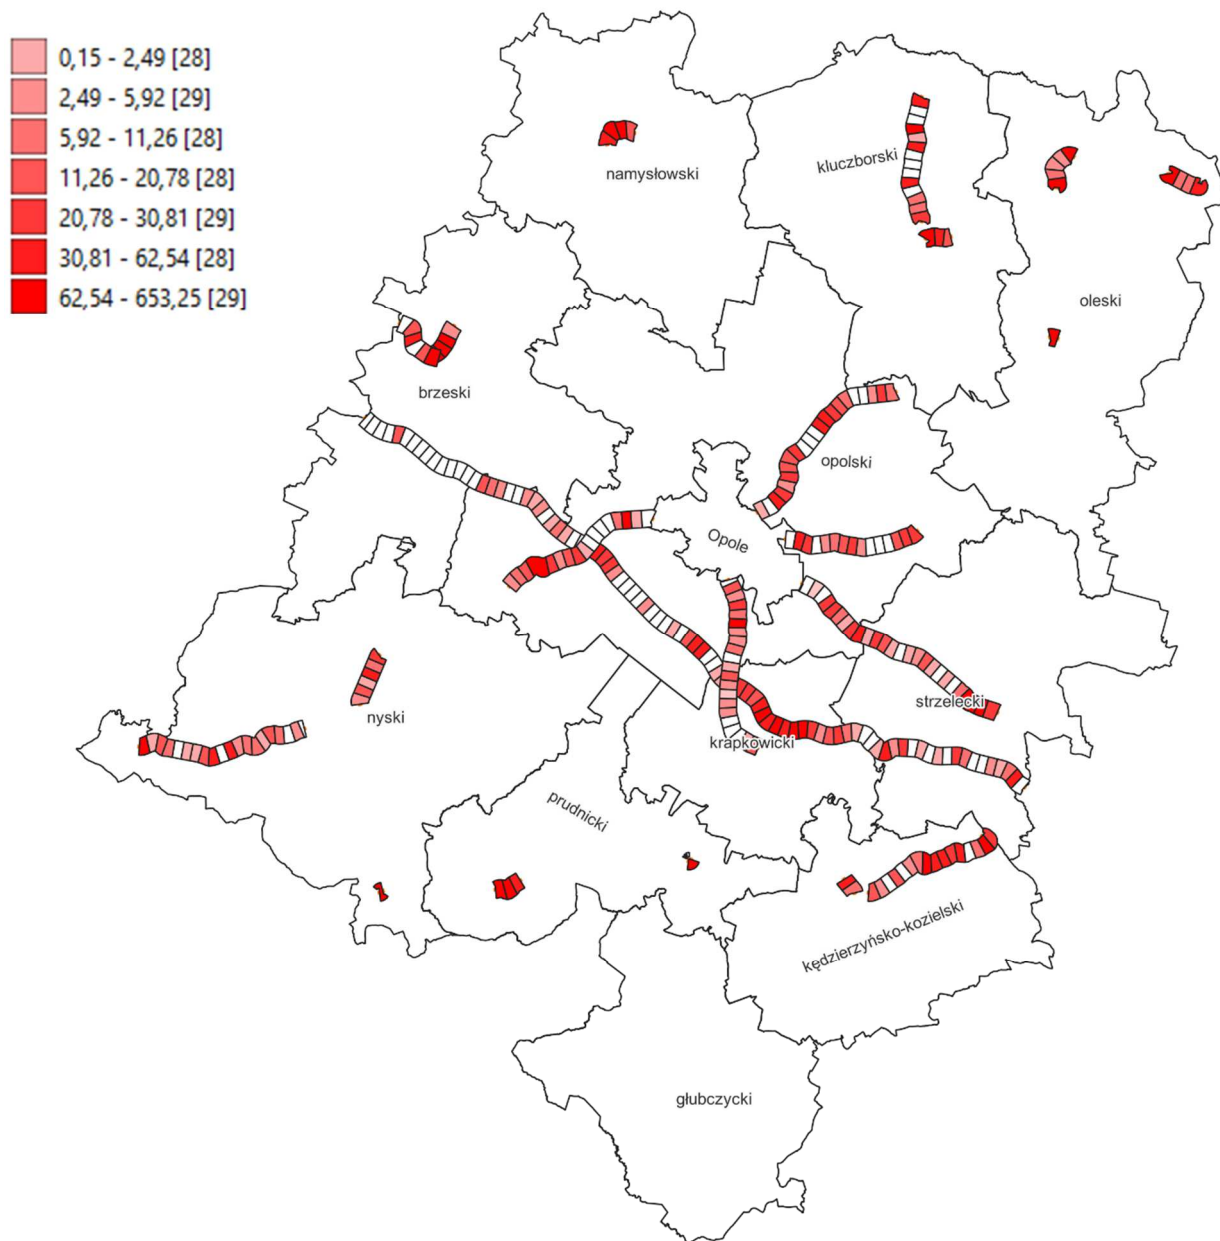 0,15 - 2,49 [28]
2,49 - 5,92 [29]
5,92 - 11,26 [28]
11,26 - 20,78 [28]
20,78 - 30,81 [29]
30,81 - 62,54 [28]
62,54 - 653,25 [29]
namysłowski
kluczborski
oleski
brzeski
opolski
Opole
nyski
strzelecki
krapkowicki
prudnicki
kędzierzyńsko-kozielski
głubczycki